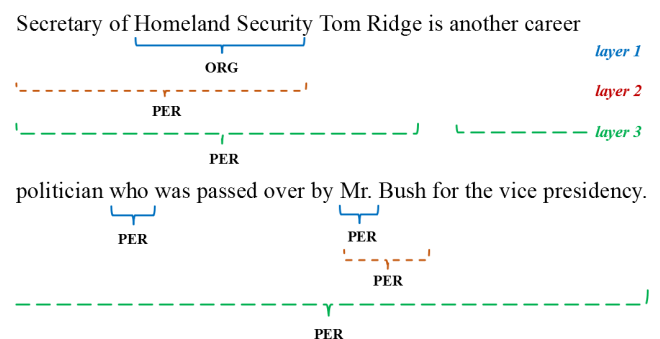 Secretary of Homeland Security Tom Ridge is another career
layer 1
ORG
layer 2
PER
layer 3
PER
politician who was passed over by Mr. Bush for the vice presidency.
PER PER
PER
PER